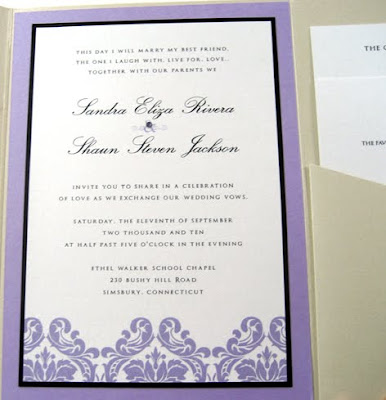 THIS DAY I WILL MARRY MY BEST FRIEND,
THE ONE I LAUGH WITH, LIVE FOR, LOVE,
TOGETHER WITH OUR PARENTS WE
Sandra Eliza Rivera
Shaun Steven Jackson
INVITE YOU TO SHARE IN A CELEBRATION
OF LOVE AS WE EXCHANGE OUR WEDDING VOWS.
SATURDAY, THE ELEVENTH OF SEPTEMBER
TWO THOUSAND AND TEN
AT HALF PAST FIVE O'CLOCK IN THE EVENING
ETHEL WALKER SCHOOL CHAPEL
230 BUSHY HILL ROAD
SIMSBURY, CONNECTICUT
THE
THE FAV